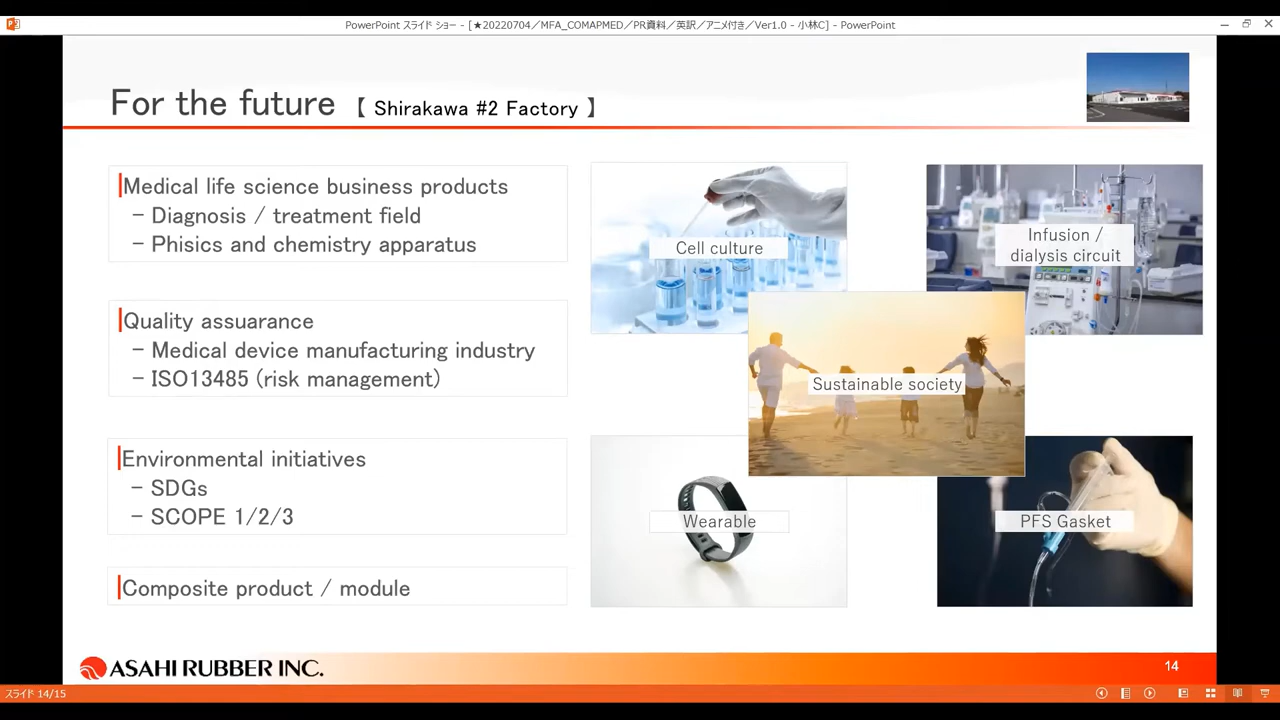 PowerPoint スライド ショー - [★20220704／MFA_COMAPMED／PR資料／英訳／アニメ付き／Ver1.0 - 小林C] - PowerPoint
For the future 【 Shirakawa #2 Factory 】
Medical life science business products
- Diagnosis / treatment field
- Phisics and chemistry apparatus
Quality assuarance
- Medical device manufacturing industry
- ISO13485 (risk management)
Environmental initiatives
- SDGs
- SCOPE 1/2/3
Composite product / module
Cell culture
Infusion /
dialysis circuit
Sustainable society
Wearable
PFS Gasket
ASAHI RUBBER INC.
14
スライド 14/15